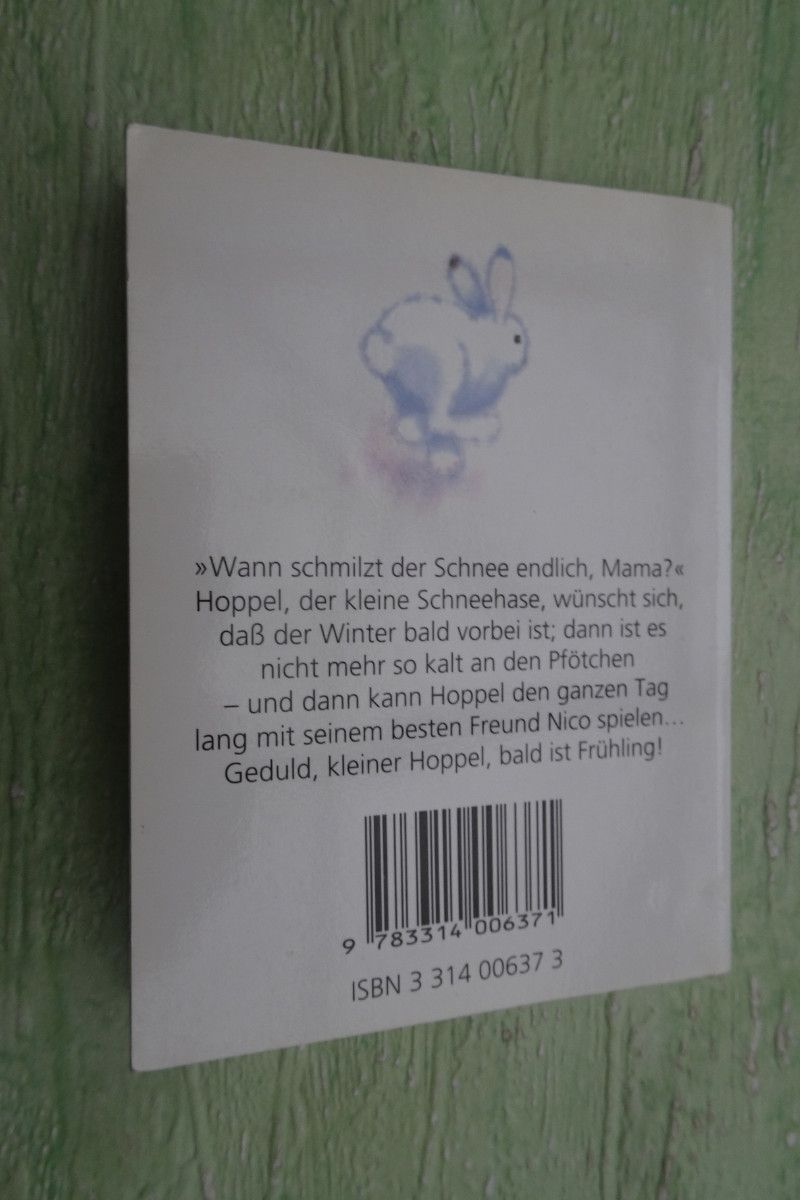 »Wann schmilzt der Schnee endlich, Mama?«
Hoppel, der kleine Schneehase, wünscht sich,
daß der Winter bald vorbei ist; dann ist es
nicht mehr so kalt an den Pfötchen
– und dann kann Hoppel den ganzen Tag
lang mit seinem besten Freund Nico spielen...
Geduld, kleiner Hoppel, bald ist Frühling!
9 783314 006371
ISBN 3 314 00637 3